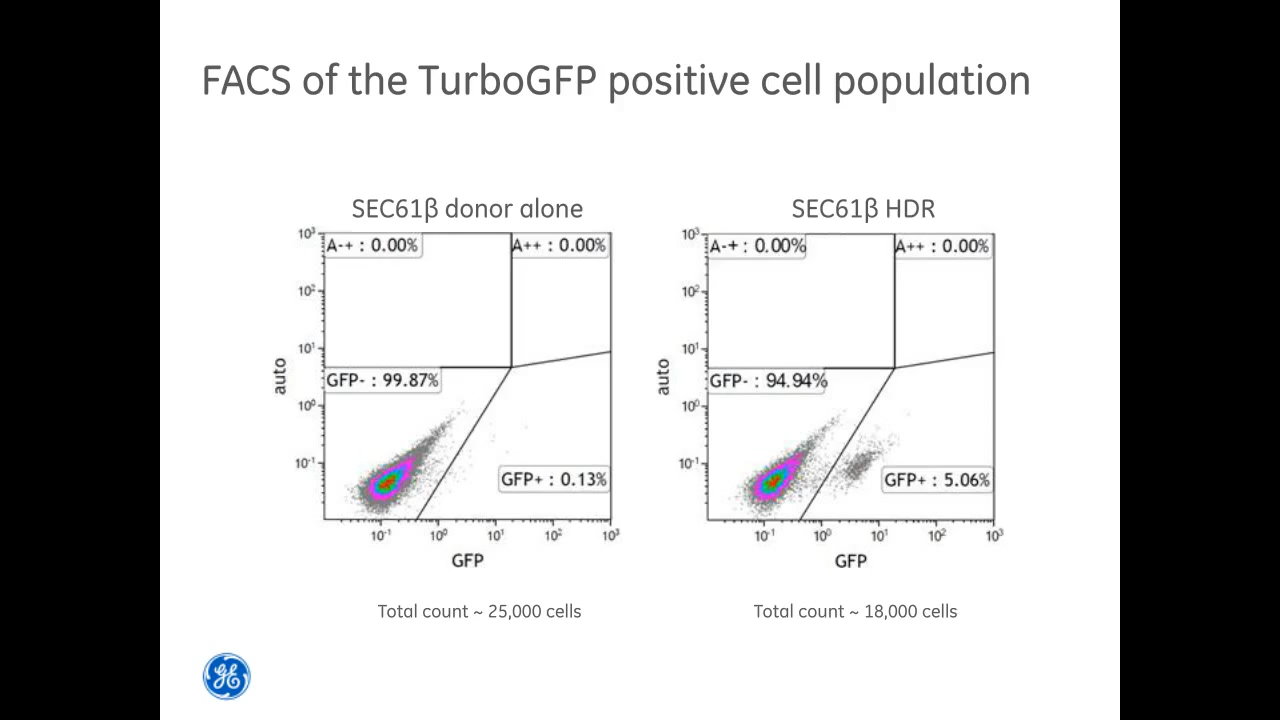 FACS of the TurboGFP positive cell population
SEC61β donor alone
10³
A-+ : 0.00%
A++ : 0.00%
10²
10¹
auto
GFP- : 99.87%
10⁰
10⁻¹
GFP+ : 0.13%
10⁻¹ 10⁰ 10¹ 10² 10³
GFP
Total count ~ 25,000 cells
SEC61β HDR
10³
A-+ : 0.00%
A++ : 0.00%
10²
10¹
auto
GFP- : 94.94%
10⁰
10⁻¹
GFP+ : 5.06%
10⁻¹ 10⁰ 10¹ 10² 10³
GFP
Total count ~ 18,000 cells
GE